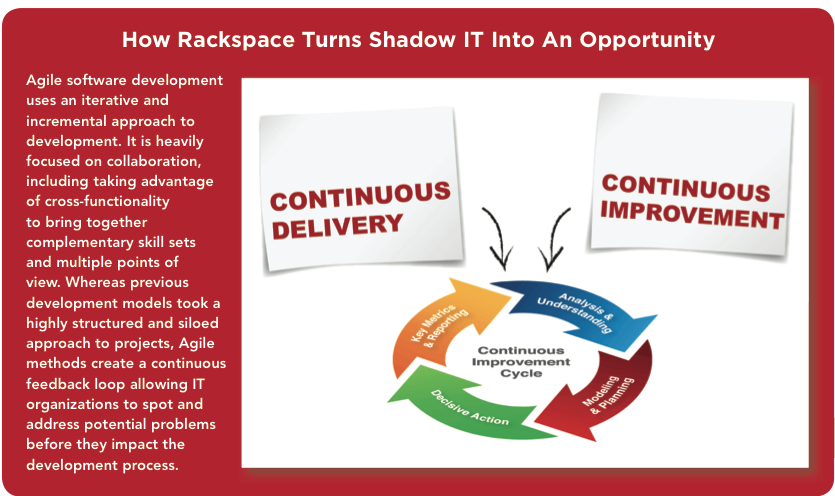 How Rackspace Turns Shadow IT Into An Opportunity
Agile software development
uses an iterative and
incremental approach to
development. It is heavily
focused on collaboration,
including taking advantage
of cross-functionality
to bring together
complementary skill sets
and multiple points of
view. Whereas previous
development models took a
highly structured and siloed
approach to projects, Agile
methods create a continuous
feedback loop allowing IT
organizations to spot and
address potential problems
before they impact the
development process.
CONTINUOUS
DELIVERY
CONTINUOUS
IMPROVEMENT
Key Metrics
& Reporting
Analysis &
Understanding
Continuous
Improvement
Cycle
Modeling
& Planning
Decisive Action